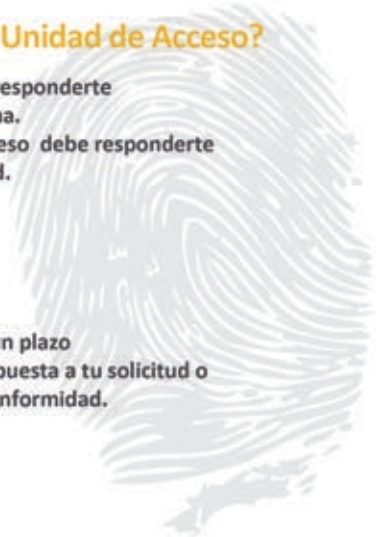 Unidad de Acceso?
esponderte
na.
eso debe responderte
d.
n plazo
puesta a tu solicitud o
nformidad.